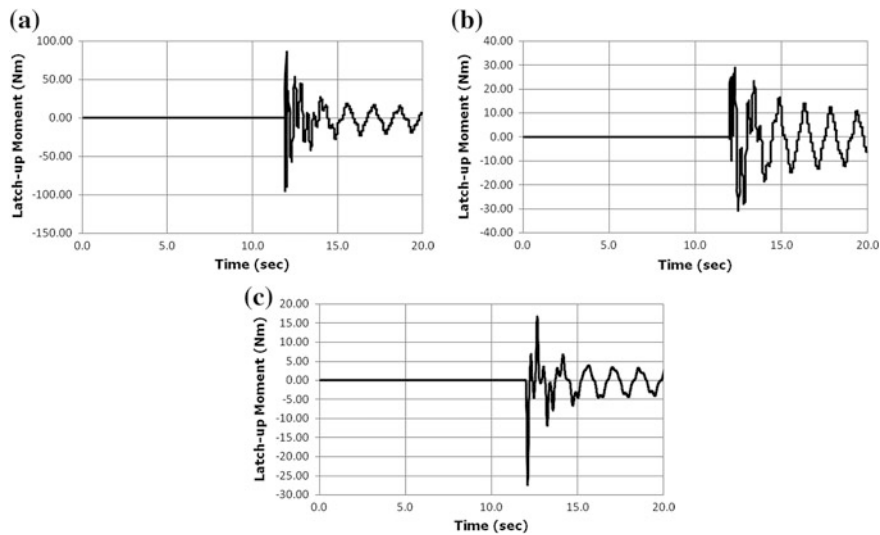 (a)
Latch-up Moment (Nm)
100.00
50.00
0.00
-50.00
-100.00
-150.00
0.0 5.0 10.0 15.0 20.0
Time (sec)
(b)
Latch-up Moment (Nm)
40.00
30.00
20.00
10.00
0.00
-10.00
-20.00
-30.00
-40.00
0.0 5.0 10.0 15.0 20.0
Time (sec)
(c)
Latch-up Moment (Nm)
20.00
15.00
10.00
5.00
0.00
-5.00
-10.00
-15.00
-20.00
-25.00
-30.00
0.0 5.0 10.0 15.0 20.0
Time (sec)